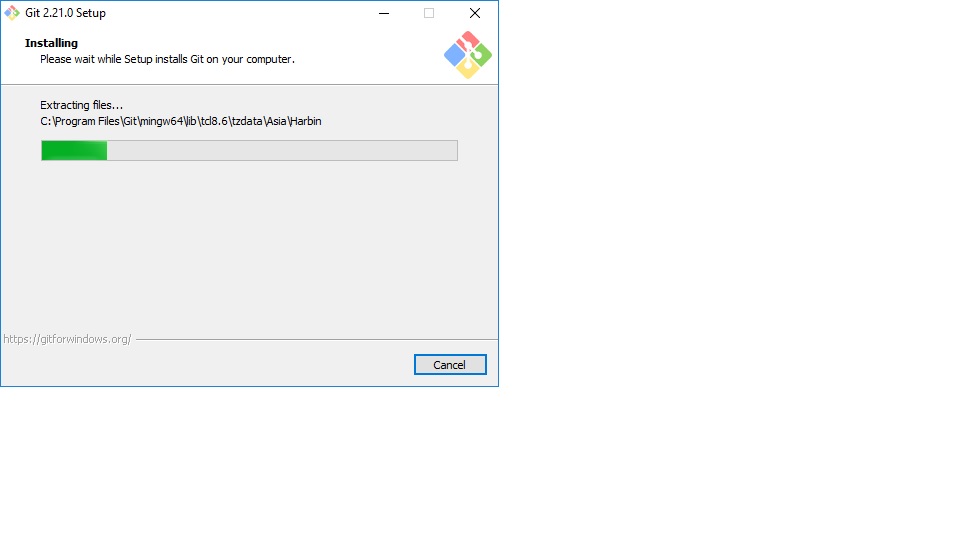 Git 2.21.0 Setup
Installing
Please wait while Setup installs Git on your computer.
Extracting files...
C:\Program Files\Git\mingw64\lib\tcl8.6\tzdata\Asia\Harbin
https://gitforwindows.org/
Cancel